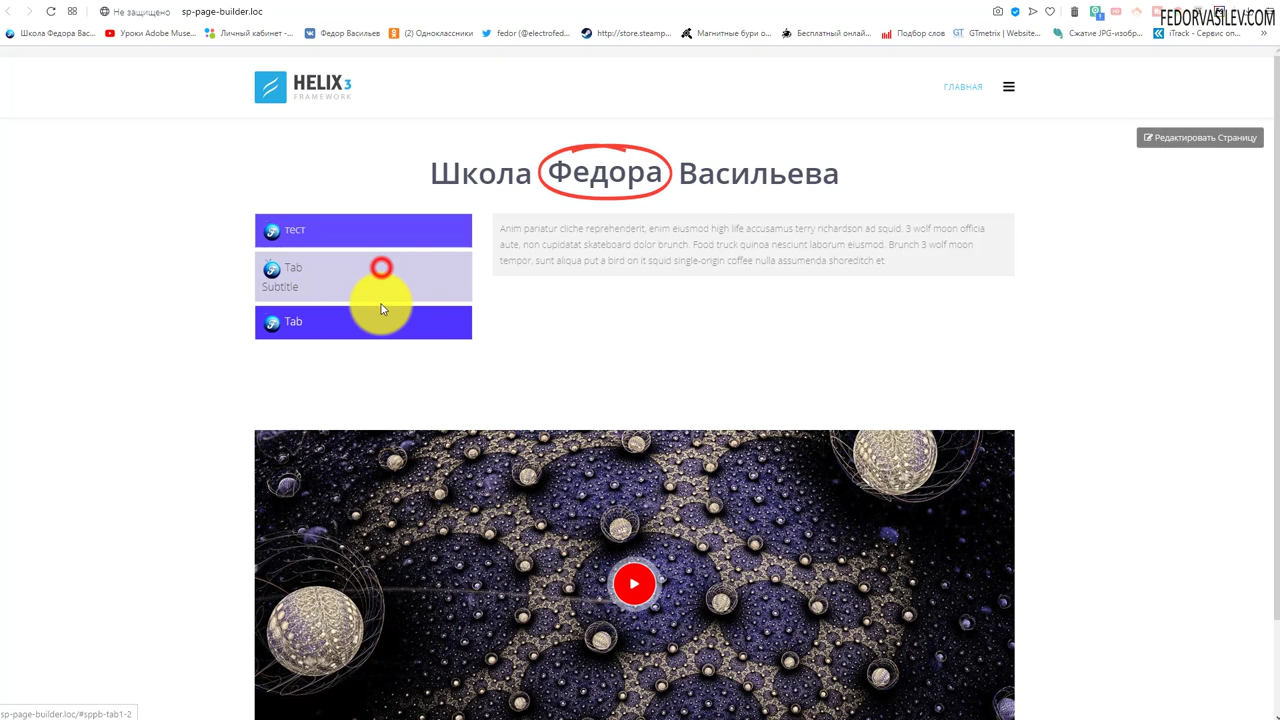 Не защищено sp-page-builder.loc
FEDORVASILEV.COM
Школа Федора Вас... Уроки Adobe Muse... Личный кабинет -... Федор Васильев (2) Одноклассники fedor (@electrofed... http://store.steamp... Магнитные бури о... Бесплатный онлай... Подбор слов GTmetrix | Website... Сжатие JPG-изобр... iTrack - Сервис оп...
HELIX3
FRAMEWORK
ГЛАВНАЯ
Редактировать Страницу
Школа Федора Васильева
тест
Tab
Subtitle
Tab
Anim pariatur cliche reprehenderit, enim eiusmod high life accusamus terry richardson ad squid. 3 wolf moon officia
aute, non cupidatat skateboard dolor brunch. Food truck quinoa nesciunt laborum eiusmod. Brunch 3 wolf moon
tempor, sunt aliqua put a bird on it squid single-origin coffee nulla assumenda shoreditch et.
sp-page-builder.loc/#sppb-tab1-2